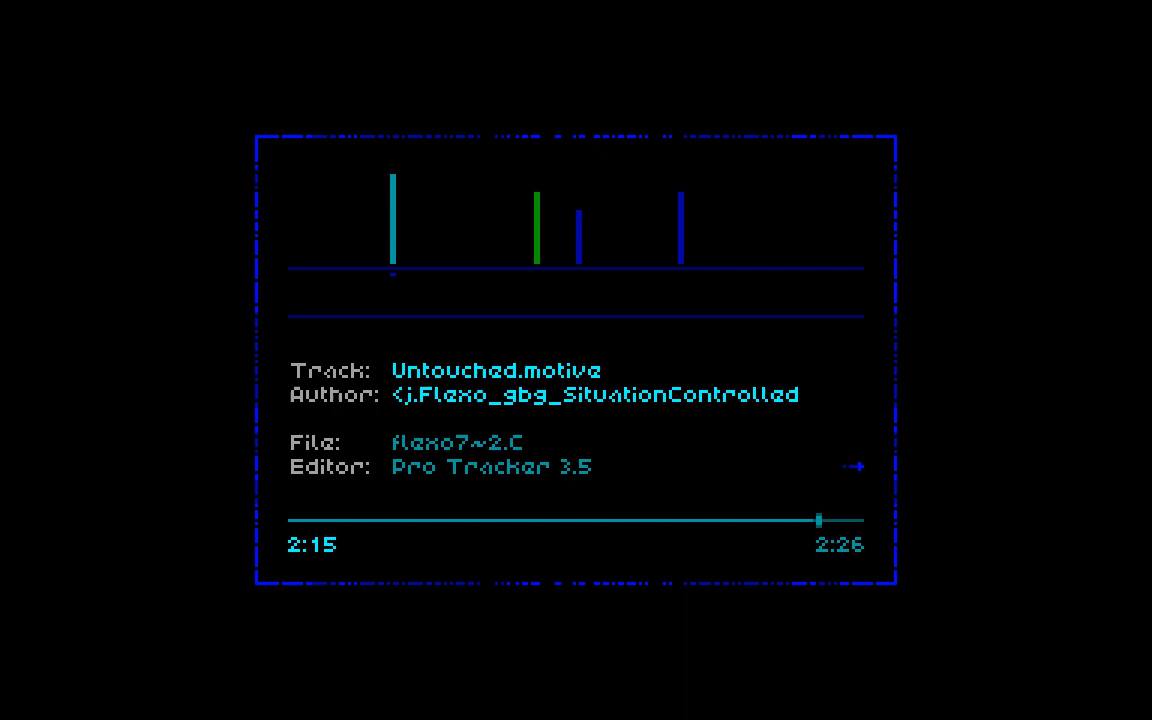 Track: Untouched.motive
Author: <j.Flexo_gbg_SituationControlled
File: flexo7~2.C
Editor: Pro Tracker 3.5
2:15 2:26